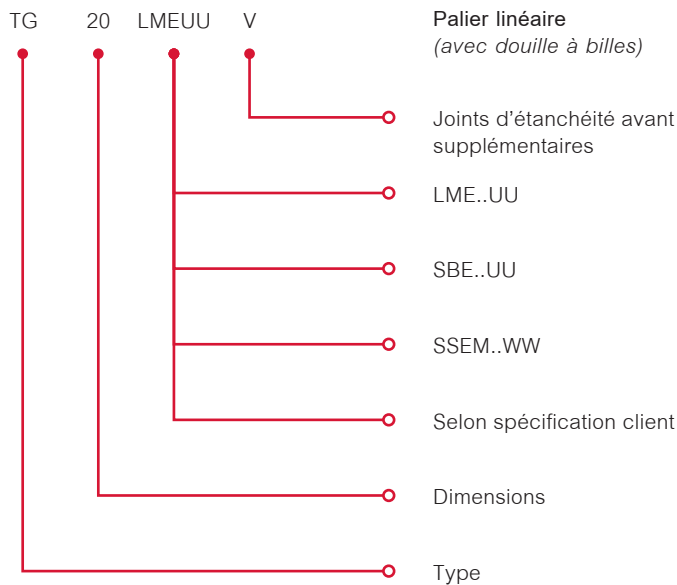 TG 20 LMEUU V
Palier linéaire
(avec douille à billes)
Joints d'étanchéité avant
supplémentaires
LME..UU
SBE..UU
SSEM..WW
Selon spécification client
Dimensions
Type